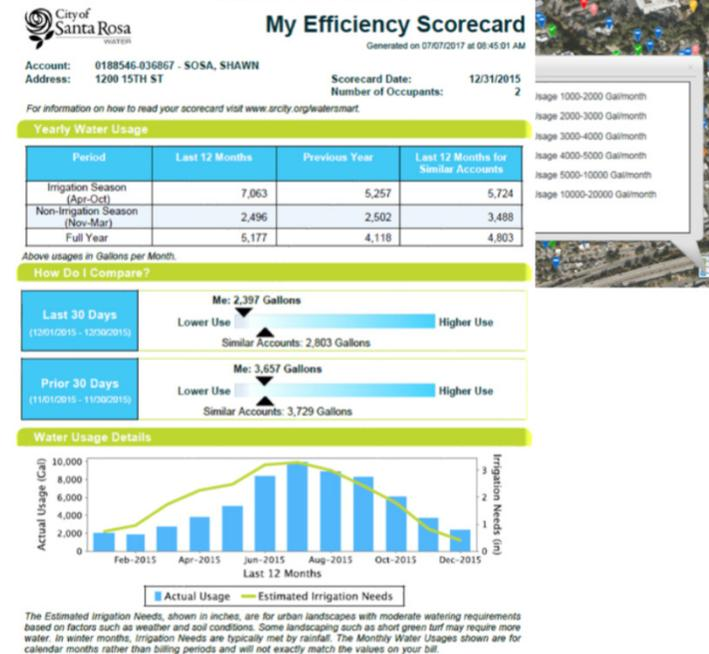 City of
Santa Rosa
WATER
My Efficiency Scorecard
Generated on 07/07/2017 at 08:45:01 AM
Account: 0188546-036867 - SOSA, SHAWN
Address: 1200 15TH ST
Scorecard Date: 12/31/2015
Number of Occupants: 2
For information on how to read your scorecard visit www.srcity.org/watersmart.
Yearly Water Usage
Period Last 12 Months Previous Year Last 12 Months for Similar Accounts
Irrigation Season (Apr-Oct) 7,063 5,257 5,724
Non-Irrigation Season (Nov-Mar) 2,496 2,502 3,488
Full Year 5,177 4,118 4,803
Above usages in Gallons per Month.
How Do I Compare?
Last 30 Days
(12/01/2015 - 12/30/2015)
Me: 2,397 Gallons
Lower Use Higher Use
Similar Accounts: 2,803 Gallons
Prior 30 Days
(11/01/2015 - 11/30/2015)
Me: 3,657 Gallons
Lower Use Higher Use
Similar Accounts: 3,729 Gallons
Water Usage Details
Actual Usage (Gal)
10,000
8,000
6,000
4,000
2,000
0
Irrigation Needs (in)
3
2
1
0
Feb-2015 Apr-2015 Jun-2015 Aug-2015 Oct-2015 Dec-2015
Last 12 Months
Actual Usage Estimated Irrigation Needs
The Estimated Irrigation Needs, shown in inches, are for urban landscapes with moderate watering requirements
based on factors such as weather and soil conditions. Some landscaping such as short green turf may require more
water. In winter months, Irrigation Needs are typically met by rainfall. The Monthly Water Usages shown are for
calendar months rather than billing periods and will not exactly match the values on your bill.
Usage 1000-2000 Gal/month
Usage 2000-3000 Gal/month
Usage 3000-4000 Gal/month
Usage 4000-5000 Gal/month
Usage 5000-10000 Gal/month
Usage 10000-20000 Gal/month